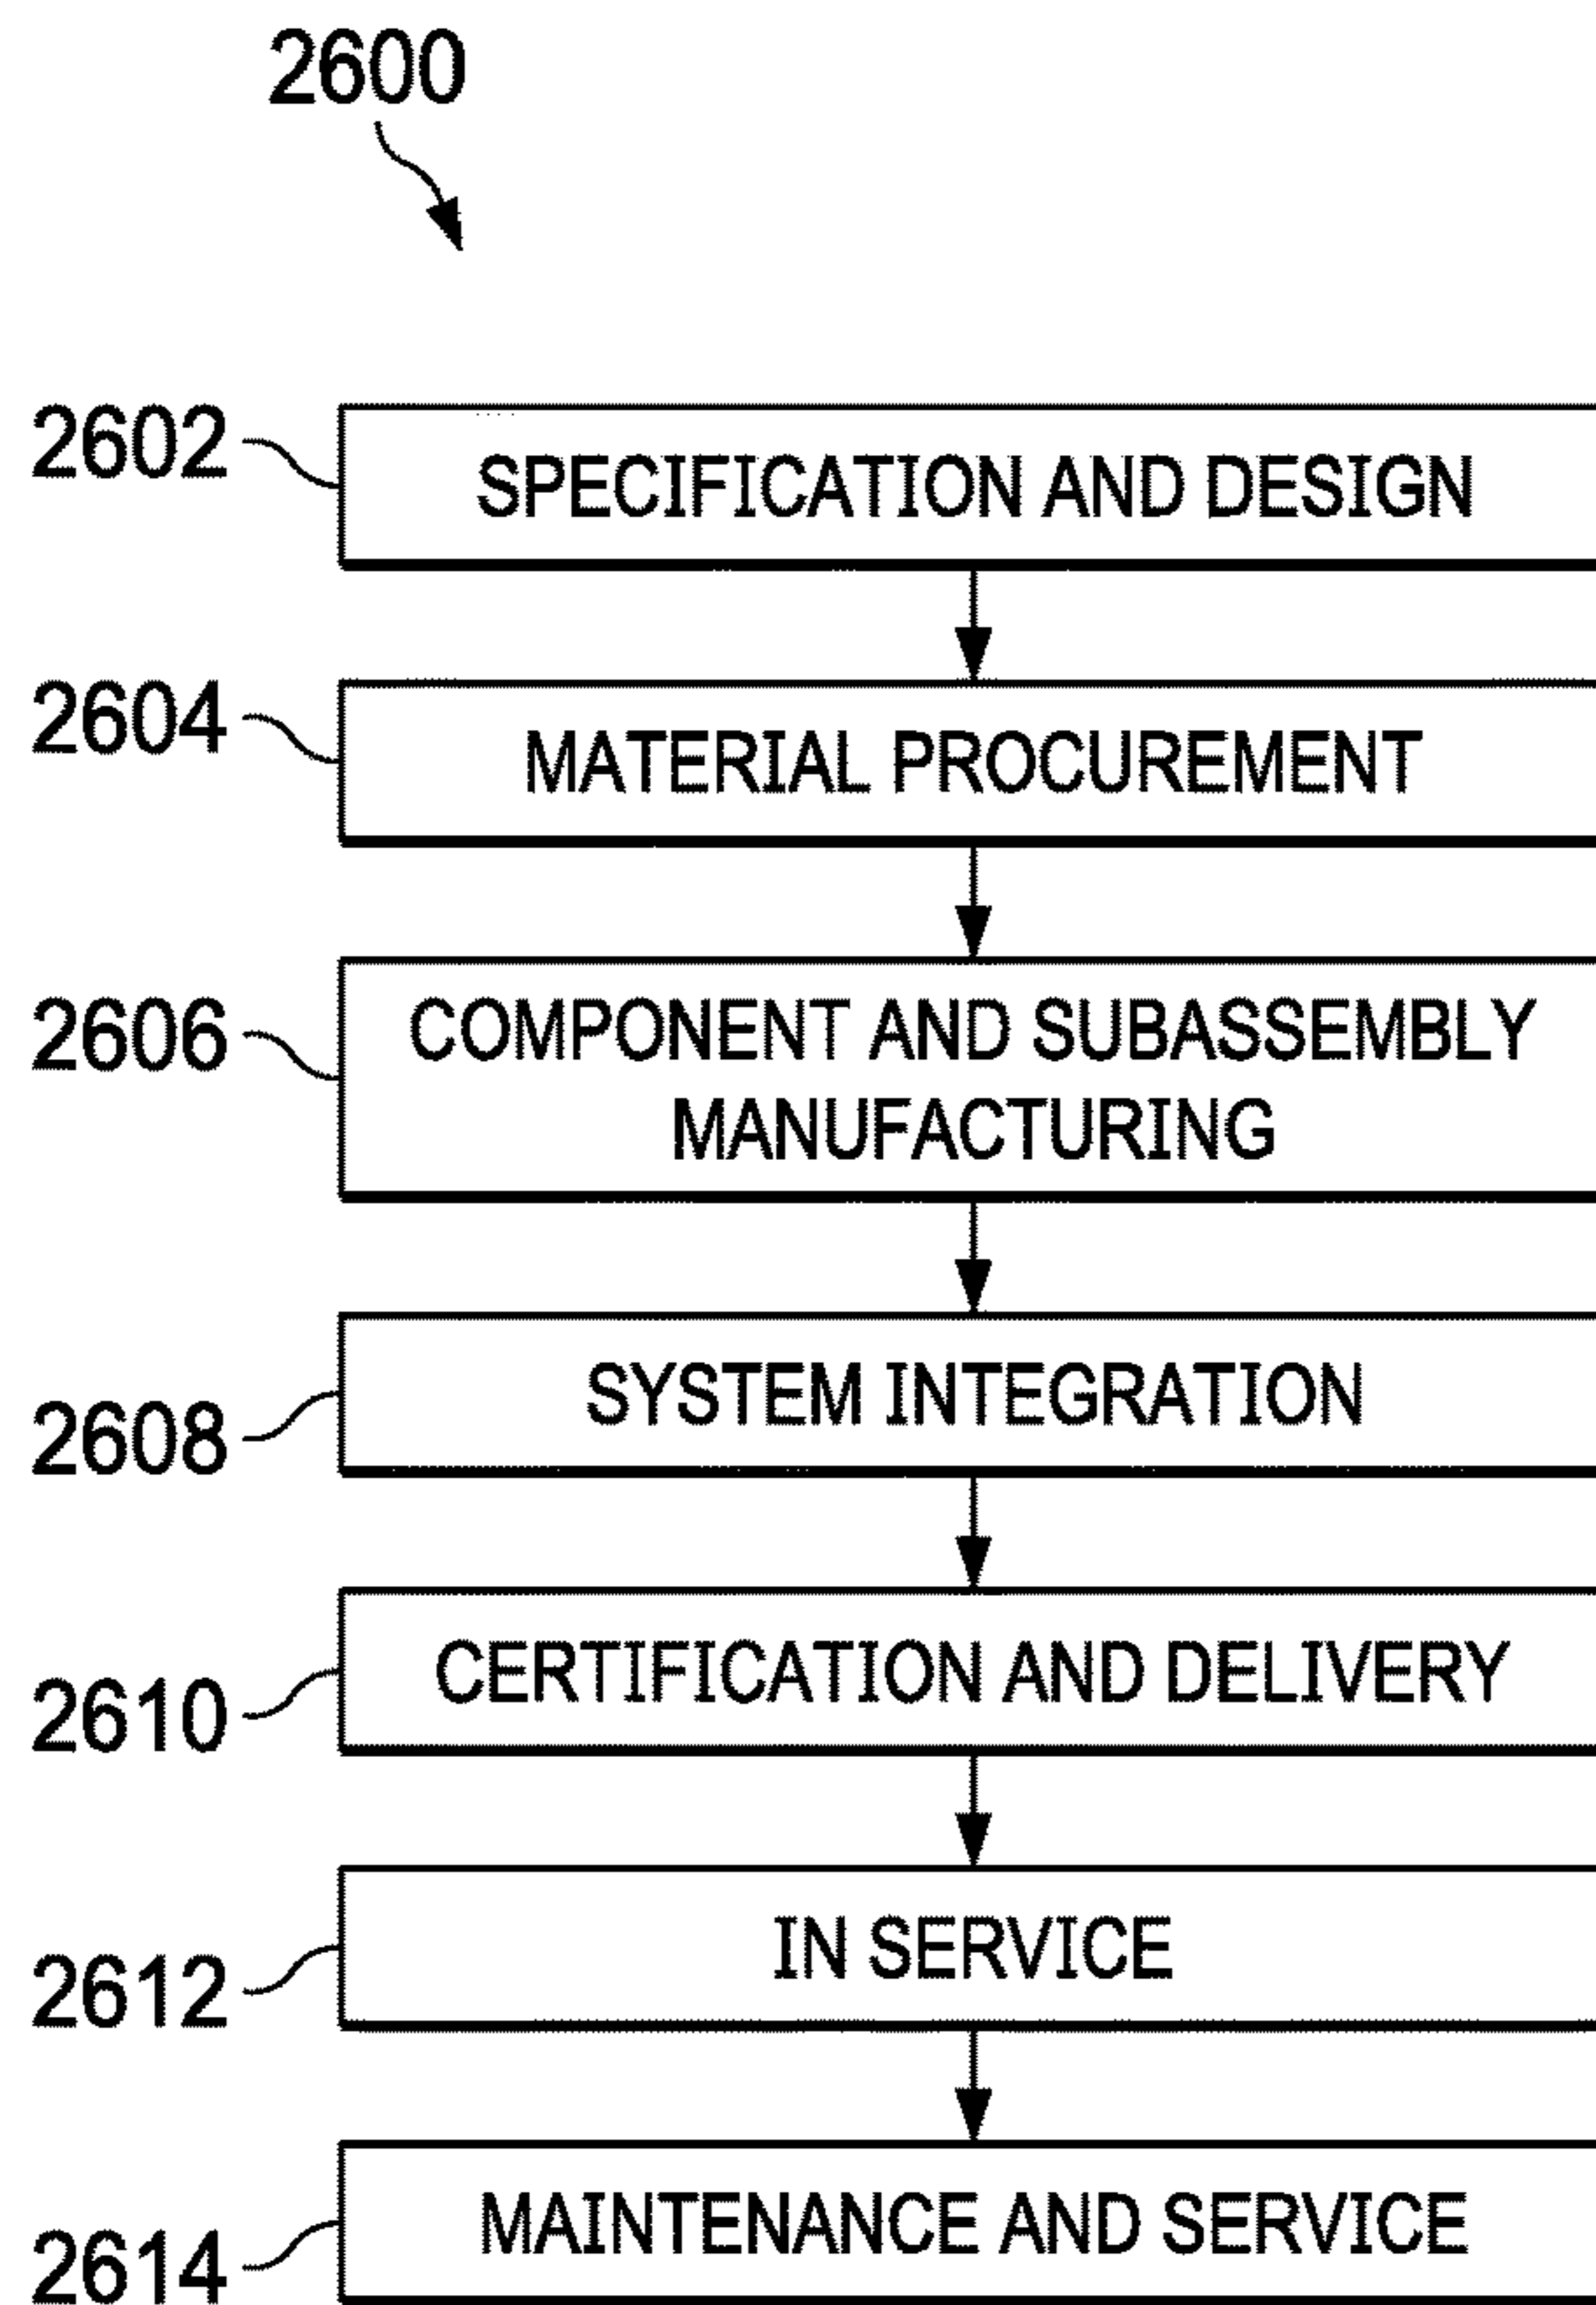 2600
2602
SPECIFICATION AND DESIGN
2604
MATERIAL PROCUREMENT
2606
COMPONENT AND SUBASSEMBLY
MANUFACTURING
2608
SYSTEM INTEGRATION
2610
CERTIFICATION AND DELIVERY
2612
IN SERVICE
2614
MAINTENANCE AND SERVICE